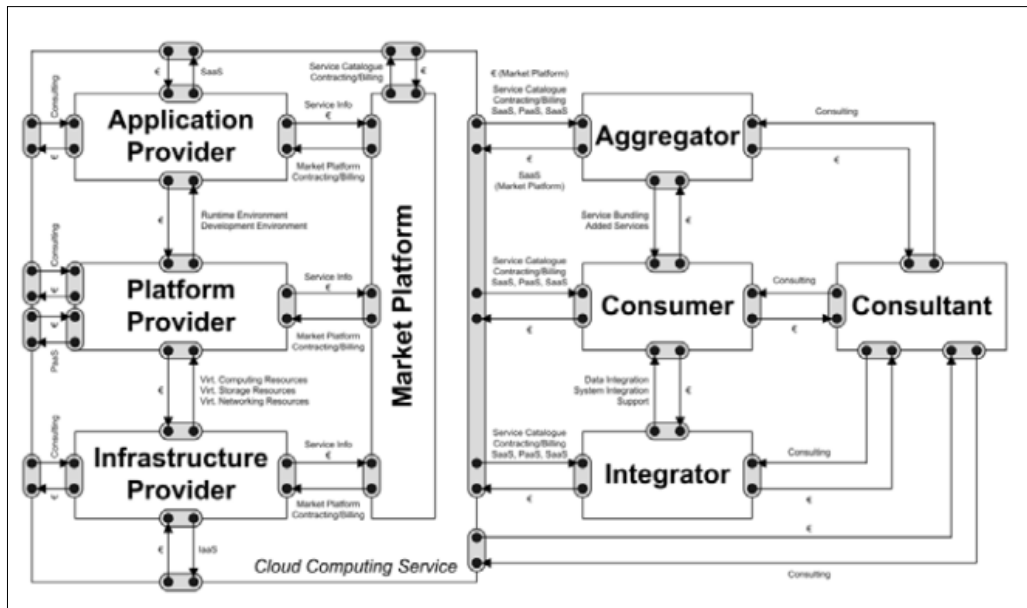 €
SaaS
Service Catalogue
Contracting/Billing
€
€ (Market Platform)
Service Catalogue
Contracting/Billing
SaaS, PaaS, SaaS
Consulting
€
Application
Provider
Service Info
€
Market Platform
Contracting/Billing
Aggregator
€
SaaS
(Market Platform)
Consulting
€
€
Runtime Environment
Development Environment
Service Bundling
Added Services
€
Consulting
€
€
PaaS
Platform
Provider
Service Info
€
Market Platform
Contracting/Billing
Market Platform
Service Catalogue
Contracting/Billing
SaaS, PaaS, SaaS
€
Consumer
Consulting
€
Consultant
€
Virt. Computing Resources
Virt. Storage Resources
Virt. Networking Resources
Data Integration
System Integration
Support
€
Consulting
€
Infrastructure
Provider
Service Info
€
Market Platform
Contracting/Billing
Service Catalogue
Contracting/Billing
SaaS, PaaS, SaaS
€
Integrator
Consulting
€
€
IaaS
Cloud Computing Service
€
Consulting